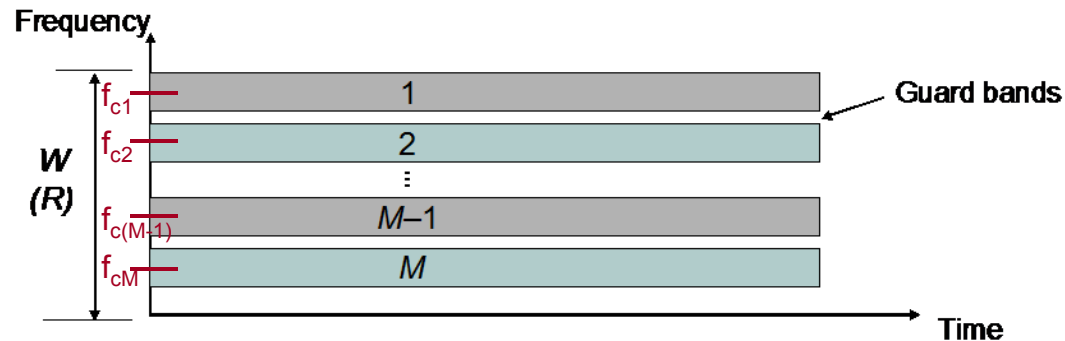 Frequency
f_c1
1
Guard bands
f_c2
2
W
(R)
⋮
f_c(M-1)
M–1
f_cM
M
Time